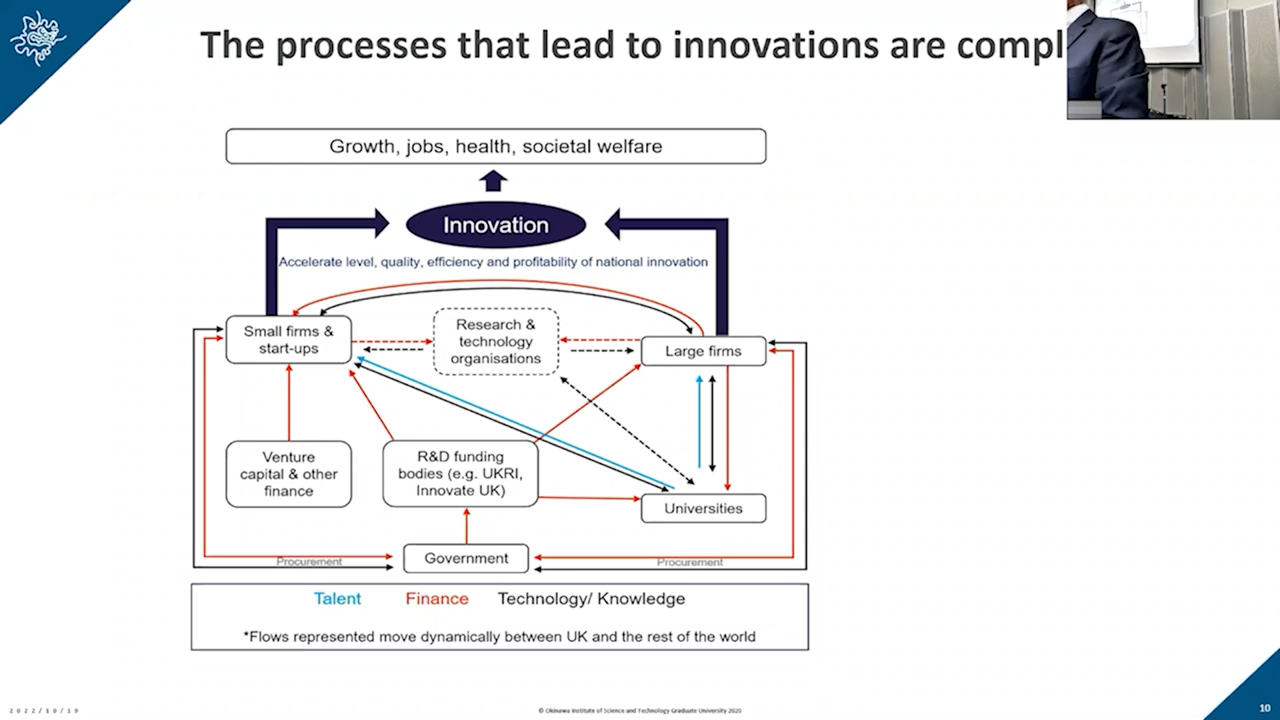 The processes that lead to innovations are compl
Growth, jobs, health, societal welfare
Innovation
Accelerate level, quality, efficiency and profitability of national innovation
Small firms &
start-ups
Research &
technology
organisations
Large firms
Venture
capital & other
finance
R&D funding
bodies (e.g. UKRI,
Innovate UK)
Universities
Government
Procurement
Procurement
Talent Finance Technology/ Knowledge
*Flows represented move dynamically between UK and the rest of the world
2022/10/19
© Okinawa Institute of Science and Technology Graduate University 2020
10